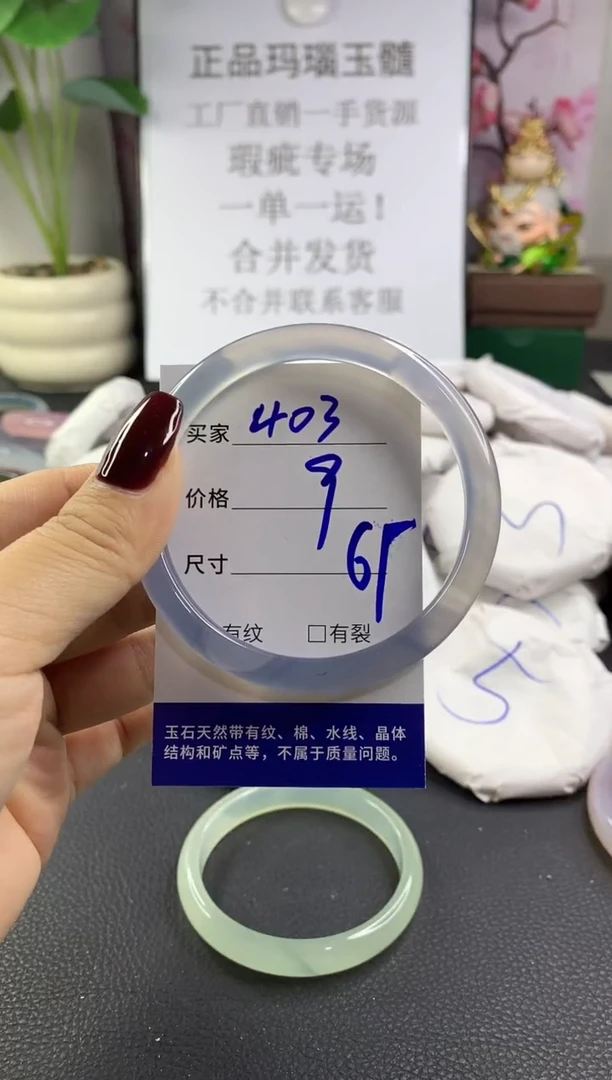 正品玛瑙玉髓
工厂直销一手货源
瑕疵专场
一单一运!
合并发货
不合并联系客服
买家 403
价格 9
尺寸 65
有纹 □有裂
玉石天然带有纹、棉、水线、晶体
结构和矿点等，不属于质量问题。
5